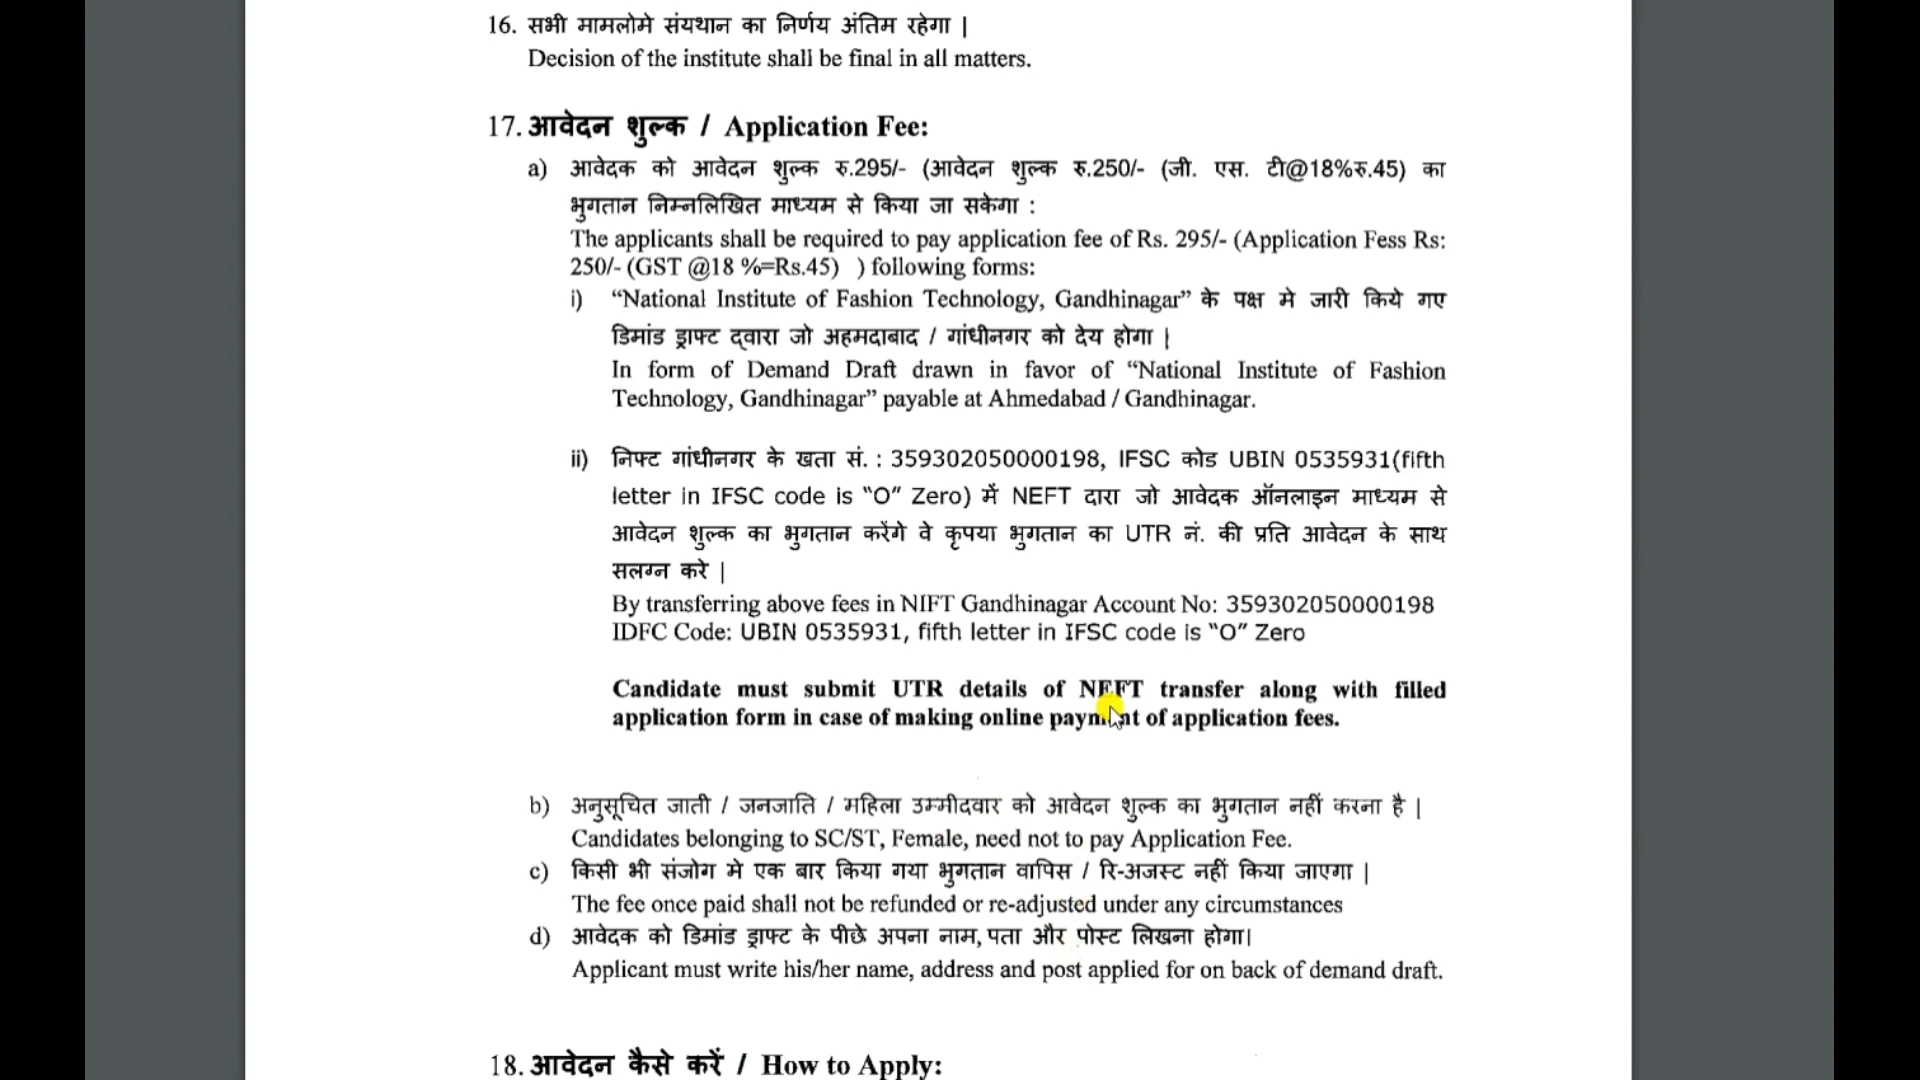 16. सभी मामलोमे संयथान का निर्णय अंतिम रहेगा |
Decision of the institute shall be final in all matters.
17. आवेदन शुल्क / Application Fee:
a) आवेदक को आवेदन शुल्क रु.295/- (आवेदन शुल्क रु.250/- (जी. एस. टी@18%रु.45) का
भुगतान निम्नलिखित माध्यम से किया जा सकेगा :
The applicants shall be required to pay application fee of Rs. 295/- (Application Fess Rs:
250/- (GST @18 %=Rs.45) ) following forms:
i) “National Institute of Fashion Technology, Gandhinagar” के पक्ष मे जारी किये गए
डिमांड ड्राफ्ट द्वारा जो अहमदाबाद / गांधीनगर को देय होगा |
In form of Demand Draft drawn in favor of “National Institute of Fashion
Technology, Gandhinagar” payable at Ahmedabad / Gandhinagar.
ii) निफ्ट गांधीनगर के खता सं. : 359302050000198, IFSC कोड UBIN 0535931(fifth
letter in IFSC code is “O” Zero) में NEFT दारा जो आवेदक ऑनलाइन माध्यम से
आवेदन शुल्क का भुगतान करेंगे वे कृपया भुगतान का UTR नं. की प्रति आवेदन के साथ
सलग्न करे |
By transferring above fees in NIFT Gandhinagar Account No: 359302050000198
IDFC Code: UBIN 0535931, fifth letter in IFSC code is “O” Zero
Candidate must submit UTR details of NEFT transfer along with filled
application form in case of making online payment of application fees.
b) अनुसूचित जाती / जनजाति / महिला उम्मीदवार को आवेदन शुल्क का भुगतान नहीं करना है |
Candidates belonging to SC/ST, Female, need not to pay Application Fee.
c) किसी भी संजोग मे एक बार किया गया भुगतान वापिस / रि-अजस्ट नहीं किया जाएगा |
The fee once paid shall not be refunded or re-adjusted under any circumstances
d) आवेदक को डिमांड ड्राफ्ट के पीछे अपना नाम, पता और पोस्ट लिखना होगा।
Applicant must write his/her name, address and post applied for on back of demand draft.
18. आवेदन कैसे करें / How to Apply: